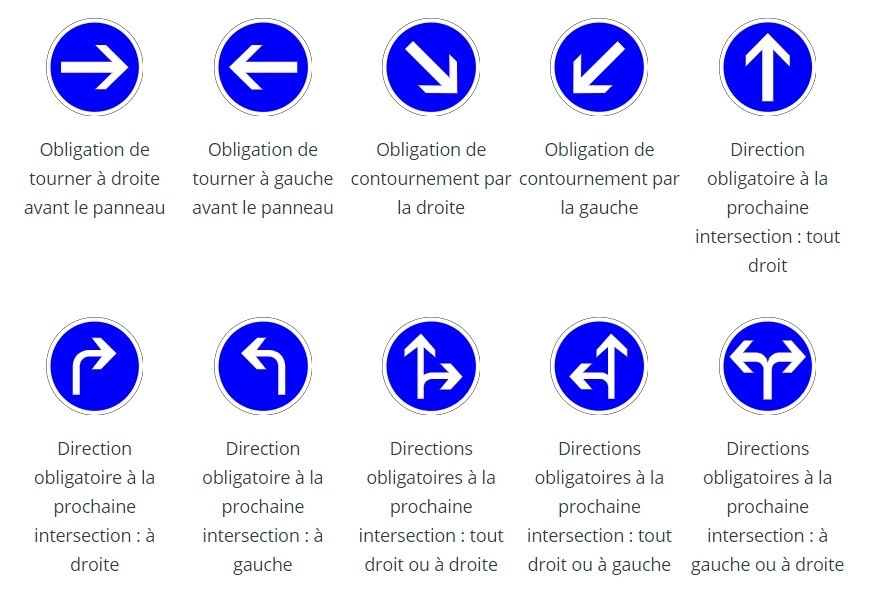 Obligation de
tourner à droite
avant le panneau
Obligation de
tourner à gauche
avant le panneau
Obligation de
contournement par
la droite
Obligation de
contournement par
la gauche
Direction
obligatoire à la
prochaine
intersection : tout
droit
Direction
obligatoire à la
prochaine
intersection : à
droite
Direction
obligatoire à la
prochaine
intersection : à
gauche
Directions
obligatoires à la
prochaine
intersection : tout
droit ou à droite
Directions
obligatoires à la
prochaine
intersection : tout
droit ou à gauche
Directions
obligatoires à la
prochaine
intersection : à
gauche ou à droite